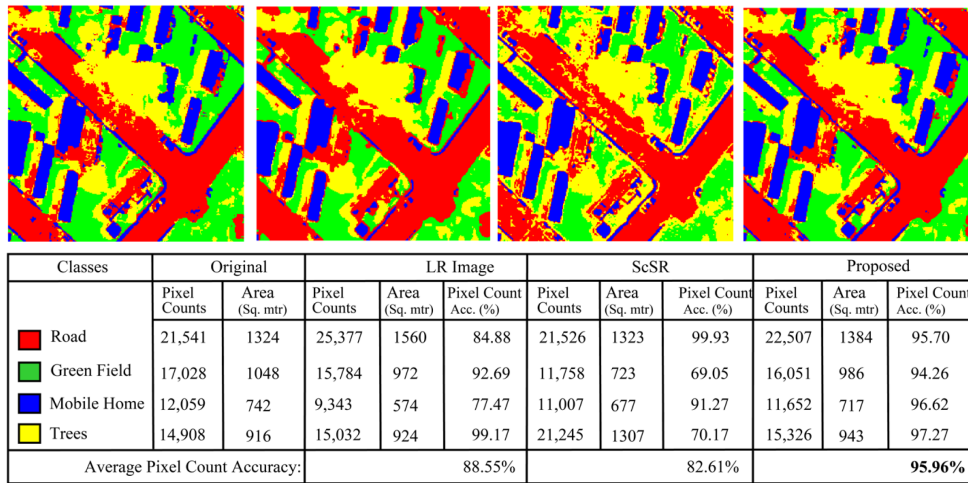 Classes Original LR Image ScSR Proposed
Pixel Counts Area (Sq. mtr) Pixel Counts Area (Sq. mtr) Pixel Count Acc. (%) Pixel Counts Area (Sq. mtr) Pixel Count Acc. (%) Pixel Counts Area (Sq. mtr) Pixel Count Acc. (%)
Road 21,541 1324 25,377 1560 84.88 21,526 1323 99.93 22,507 1384 95.70
Green Field 17,028 1048 15,784 972 92.69 11,758 723 69.05 16,051 986 94.26
Mobile Home 12,059 742 9,343 574 77.47 11,007 677 91.27 11,652 717 96.62
Trees 14,908 916 15,032 924 99.17 21,245 1307 70.17 15,326 943 97.27
Average Pixel Count Accuracy: 88.55% 82.61% 95.96%